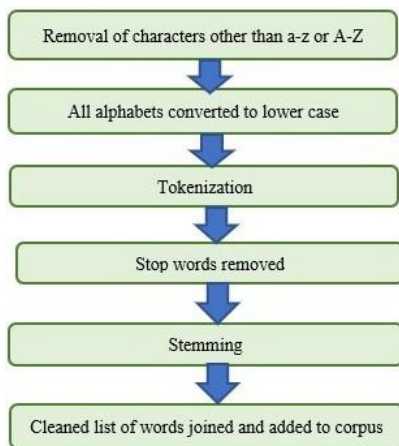 Removal of characters other than a-z or A-Z
All alphabets converted to lower case
Tokenization
Stop words removed
Stemming
Cleaned list of words joined and added to corpus